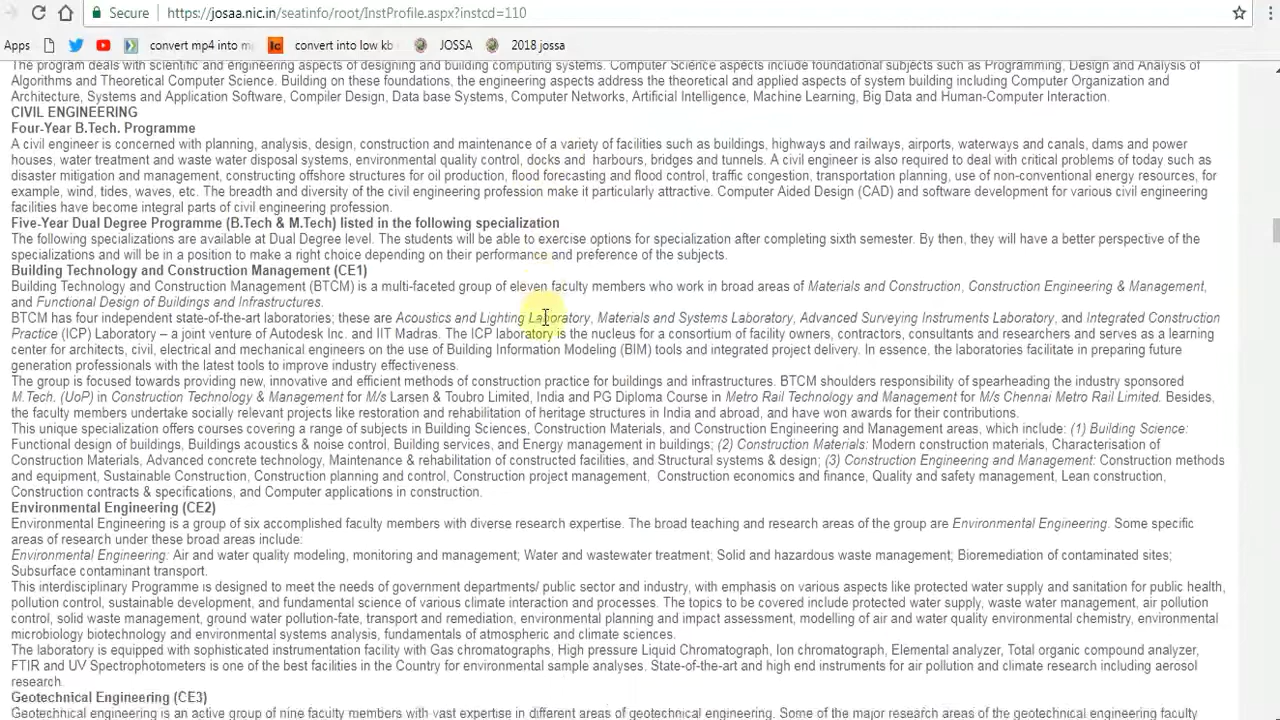 Secure https://josaa.nic.in/seatinfo/root/InstProfile.aspx?instcd=110
Apps convert mp4 into m convert into low kb JOSSA 2018 jossa
The program deals with scientific and engineering aspects of designing and building computing systems. Computer Science aspects include foundational subjects such as Programming, Design and Analysis of
Algorithms and Theoretical Computer Science. Building on these foundations, the engineering aspects address the theoretical and applied aspects of system building including Computer Organization and
Architecture, Systems and Application Software, Compiler Design, Data base Systems, Computer Networks, Artificial Intelligence, Machine Learning, Big Data and Human-Computer Interaction.
CIVIL ENGINEERING
Four-Year B.Tech. Programme
A civil engineer is concerned with planning, analysis, design, construction and maintenance of a variety of facilities such as buildings, highways and railways, airports, waterways and canals, dams and power
houses, water treatment and waste water disposal systems, environmental quality control, docks and harbours, bridges and tunnels. A civil engineer is also required to deal with critical problems of today such as
disaster mitigation and management, constructing offshore structures for oil production, flood forecasting and flood control, traffic congestion, transportation planning, use of non-conventional energy resources, for
example, wind, tides, waves, etc. The breadth and diversity of the civil engineering profession make it particularly attractive. Computer Aided Design (CAD) and software development for various civil engineering
facilities have become integral parts of civil engineering profession.
Five-Year Dual Degree Programme (B.Tech & M.Tech) listed in the following specialization
The following specializations are available at Dual Degree level. The students will be able to exercise options for specialization after completing sixth semester. By then, they will have a better perspective of the
specializations and will be in a position to make a right choice depending on their performance and preference of the subjects.
Building Technology and Construction Management (CE1)
Building Technology and Construction Management (BTCM) is a multi-faceted group of eleven faculty members who work in broad areas of Materials and Construction, Construction Engineering & Management,
and Functional Design of Buildings and Infrastructures.
BTCM has four independent state-of-the-art laboratories; these are Acoustics and Lighting Laboratory, Materials and Systems Laboratory, Advanced Surveying Instruments Laboratory, and Integrated Construction
Practice (ICP) Laboratory – a joint venture of Autodesk Inc. and IIT Madras. The ICP laboratory is the nucleus for a consortium of facility owners, contractors, consultants and researchers and serves as a learning
center for architects, civil, electrical and mechanical engineers on the use of Building Information Modeling (BIM) tools and integrated project delivery. In essence, the laboratories facilitate in preparing future
generation professionals with the latest tools to improve industry effectiveness.
The group is focused towards providing new, innovative and efficient methods of construction practice for buildings and infrastructures. BTCM shoulders responsibility of spearheading the industry sponsored
M.Tech. (UoP) in Construction Technology & Management for M/s Larsen & Toubro Limited, India and PG Diploma Course in Metro Rail Technology and Management for M/s Chennai Metro Rail Limited. Besides,
the faculty members undertake socially relevant projects like restoration and rehabilitation of heritage structures in India and abroad, and have won awards for their contributions.
This unique specialization offers courses covering a range of subjects in Building Sciences, Construction Materials, and Construction Engineering and Management areas, which include: (1) Building Science:
Functional design of buildings, Buildings acoustics & noise control, Building services, and Energy management in buildings; (2) Construction Materials: Modern construction materials, Characterisation of
Construction Materials, Advanced concrete technology, Maintenance & rehabilitation of constructed facilities, and Structural systems & design; (3) Construction Engineering and Management: Construction methods
and equipment, Sustainable Construction, Construction planning and control, Construction project management, Construction economics and finance, Quality and safety management, Lean construction,
Construction contracts & specifications, and Computer applications in construction.
Environmental Engineering (CE2)
Environmental Engineering is a group of six accomplished faculty members with diverse research expertise. The broad teaching and research areas of the group are Environmental Engineering. Some specific
areas of research under these broad areas include:
Environmental Engineering: Air and water quality modeling, monitoring and management; Water and wastewater treatment; Solid and hazardous waste management; Bioremediation of contaminated sites;
Subsurface contaminant transport.
This interdisciplinary Programme is designed to meet the needs of government departments/ public sector and industry, with emphasis on various aspects like protected water supply and sanitation for public health,
pollution control, sustainable development, and fundamental science of various climate interaction and processes. The topics to be covered include protected water supply, waste water management, air pollution
control, solid waste management, ground water pollution-fate, transport and remediation, environmental planning and impact assessment, modelling of air and water quality environmental chemistry, environmental
microbiology biotechnology and environmental systems analysis, fundamentals of atmospheric and climate sciences.
The laboratory is equipped with sophisticated instrumentation facility with Gas chromatographs, High pressure Liquid Chromatograph, Ion chromatograph, Elemental analyzer, Total organic compound analyzer,
FTIR and UV Spectrophotometers is one of the best facilities in the Country for environmental sample analyses. State-of-the-art and high end instruments for air pollution and climate research including aerosol
research.
Geotechnical Engineering (CE3)
Geotechnical engineering is an active group of nine faculty members with vast expertise in different areas of geotechnical engineering. Some of the major research areas of the geotechnical engineering faculty